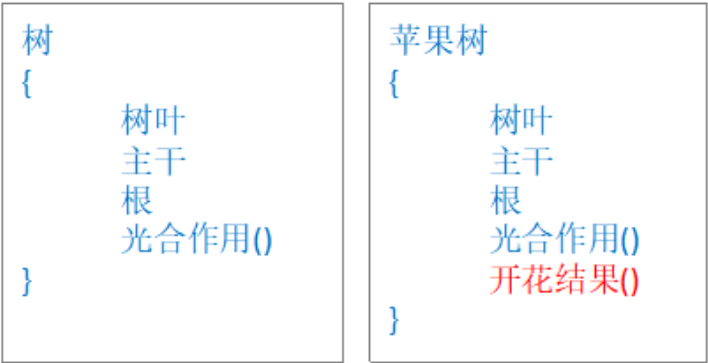 树
{
树叶
主干
根
光合作用()
}
苹果树
{
树叶
主干
根
光合作用()
开花结果()
}